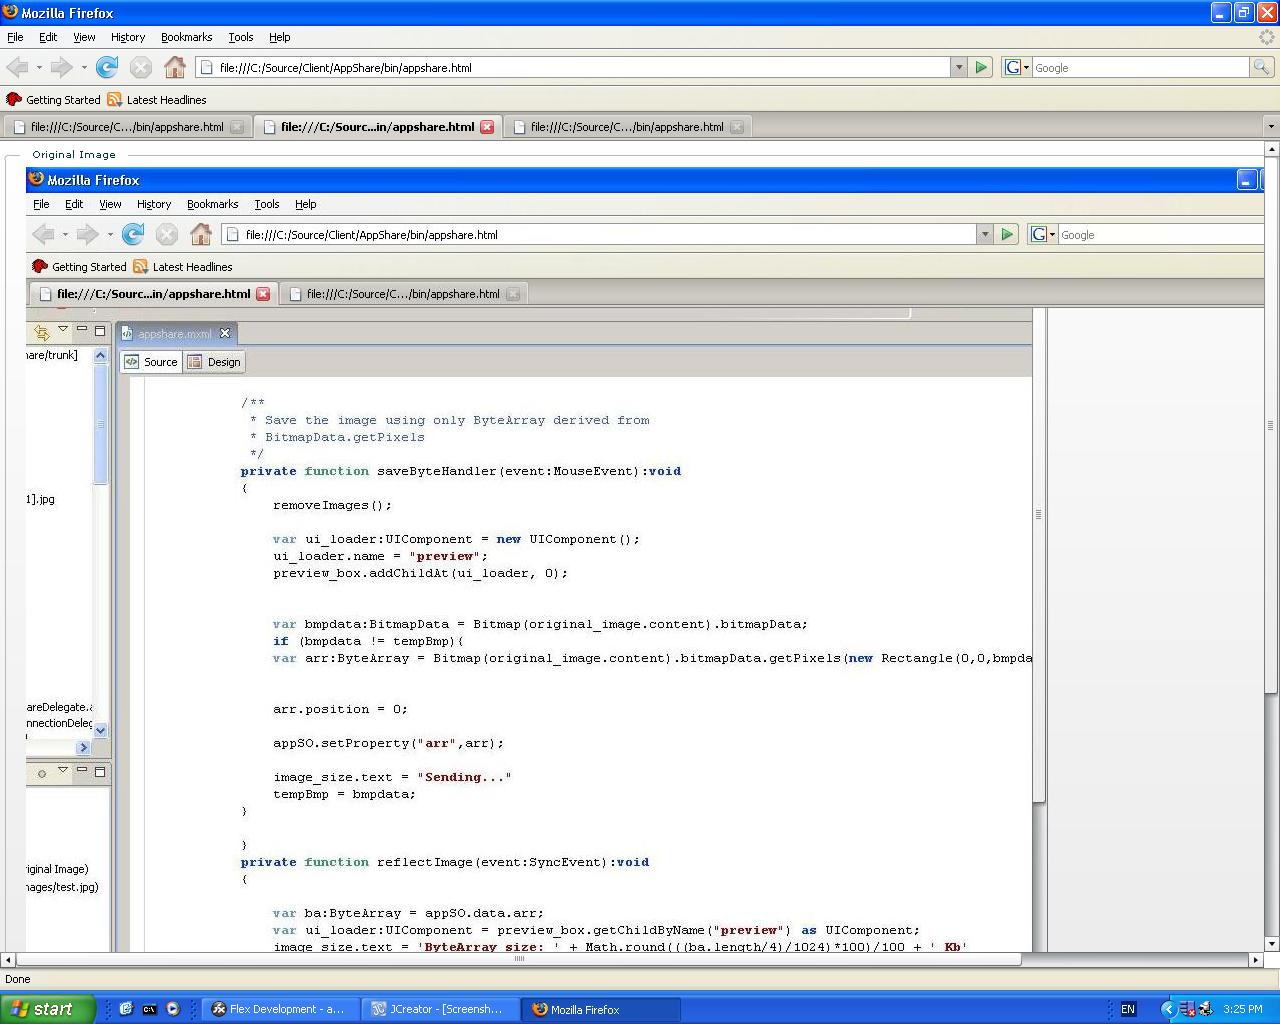 Mozilla Firefox
File Edit View History Bookmarks Tools Help
file:///C:/Source/Client/AppShare/bin/appshare.html
G Google
Getting Started Latest Headlines
file:///C:/Source/C.../bin/appshare.html file:///C:/Sourc...in/appshare.html file:///C:/Source/C.../bin/appshare.html
Original Image
Mozilla Firefox
File Edit View History Bookmarks Tools Help
file:///C:/Source/Client/AppShare/bin/appshare.html
G Google
Getting Started Latest Headlines
file:///C:/Sourc...in/appshare.html file:///C:/Source/C.../bin/appshare.html
appshare.mxml
are/trunk]
Source Design
/**
* Save the image using only ByteArray derived from
* BitmapData.getPixels
*/
private function saveByteHandler(event:MouseEvent):void
{
1].jpg
removeImages();
var ui_loader:UIComponent = new UIComponent();
ui_loader.name = "preview";
preview_box.addChildAt(ui_loader, 0);
var bmpdata:BitmapData = Bitmap(original_image.content).bitmapData;
if (bmpdata != tempBmp){
var arr:ByteArray = Bitmap(original_image.content).bitmapData.getPixels(new Rectangle(0,0,bmpda
areDelegate.a
arr.position = 0;
nnectionDeleg
appSO.setProperty("arr",arr);
image_size.text = "Sending..."
tempBmp = bmpdata;
}
}
private function reflectImage(event:SyncEvent):void
iginal Image)
{
nages/test.jpg)
var ba:ByteArray = appSO.data.arr;
var ui_loader:UIComponent = preview_box.getChildByName("preview") as UIComponent;
image_size.text = 'ByteArray size: ' + Math.round(((ba.length/4)/1024)*100)/100 + ' Kb'
Done
start Flex Development - a... JCreator - [Screensh... Mozilla Firefox EN 3:25 PM